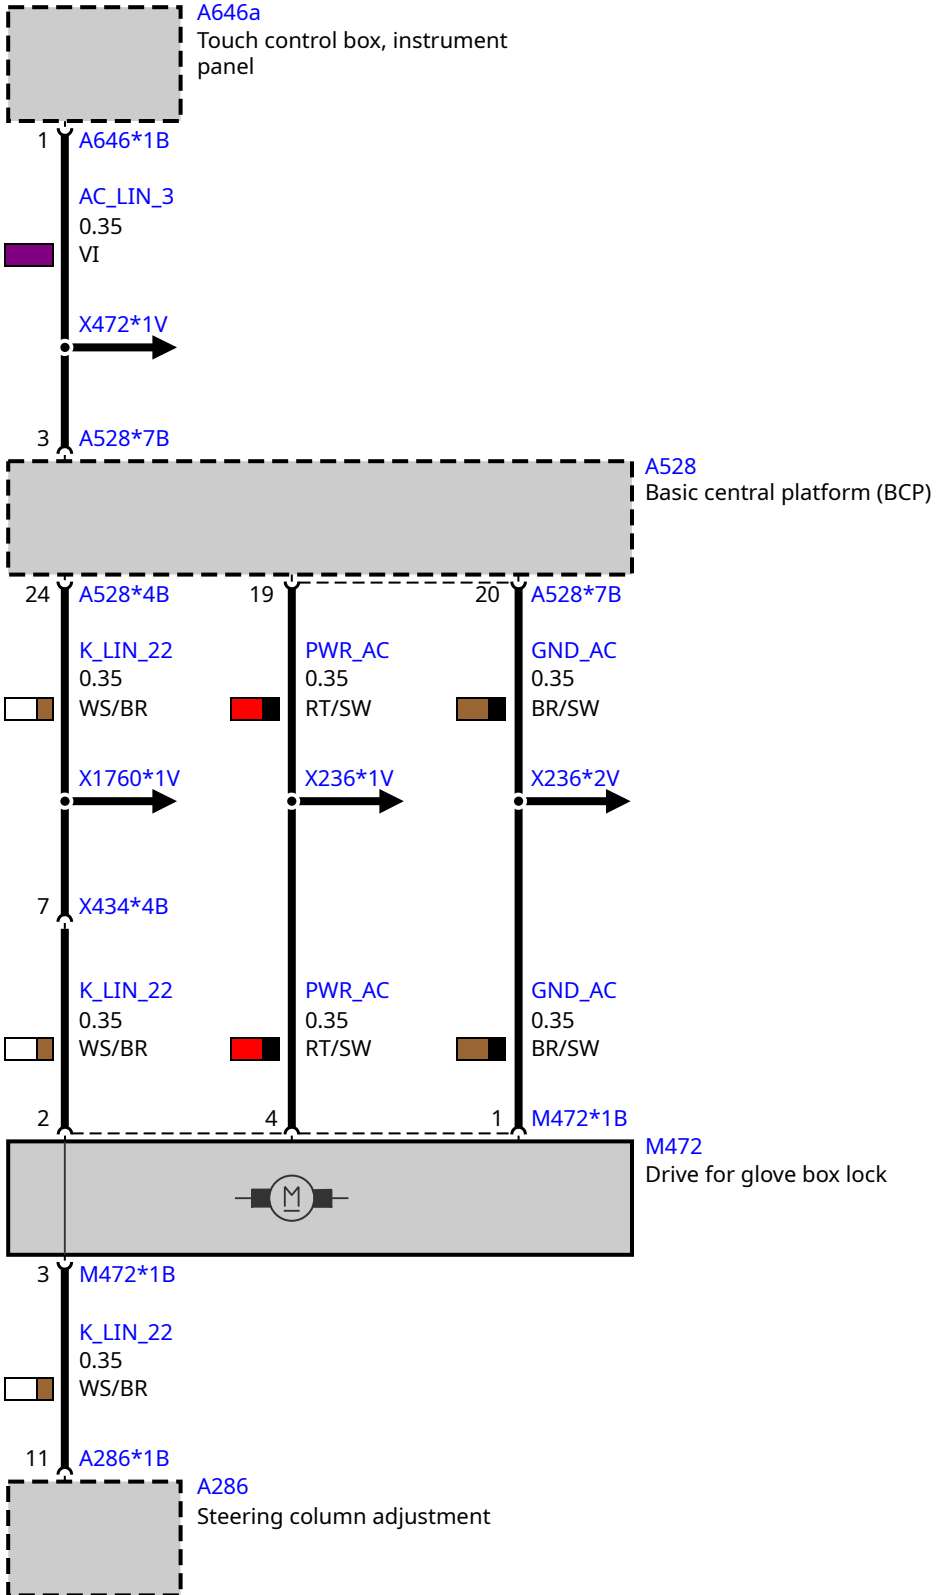 A646a
Touch control box, instrument
panel
1 A646*1B
AC_LIN_3
0.35
VI
X472*1V
3 A528*7B
A528
Basic central platform (BCP)
24 A528*4B 19 20 A528*7B
K_LIN_22 PWR_AC GND_AC
0.35 0.35 0.35
WS/BR RT/SW BR/SW
X1760*1V X236*1V X236*2V
7 X434*4B
K_LIN_22 PWR_AC GND_AC
0.35 0.35 0.35
WS/BR RT/SW BR/SW
2 4 1 M472*1B
M472
Drive for glove box lock
M
3 M472*1B
K_LIN_22
0.35
WS/BR
11 A286*1B
A286
Steering column adjustment